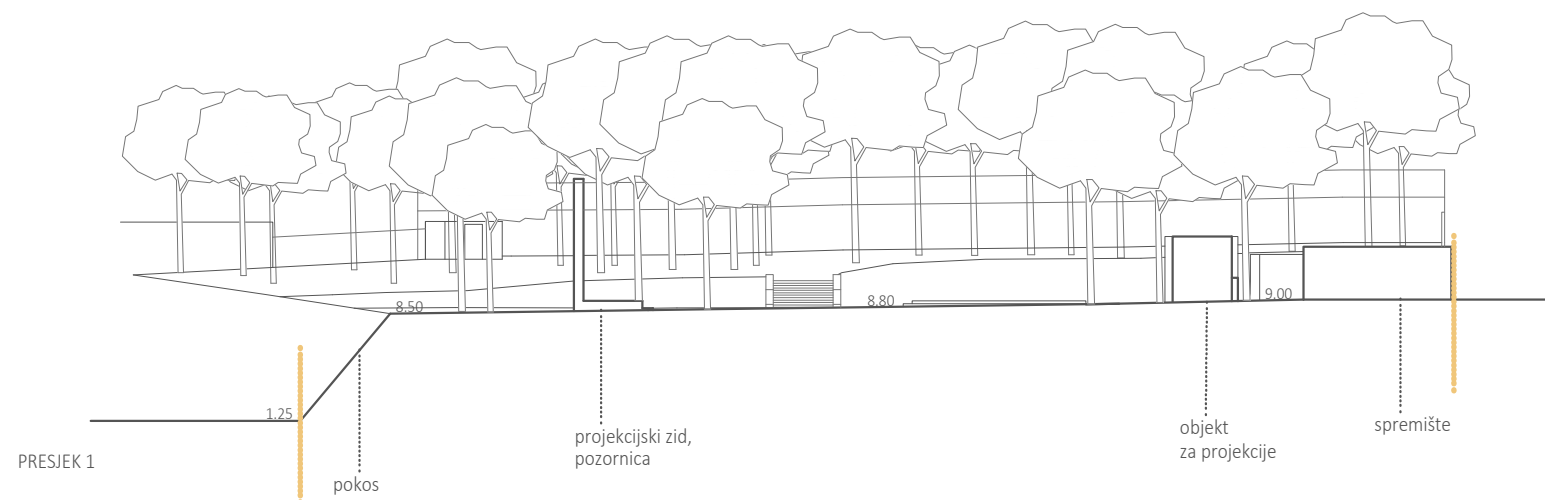 8.50
8.80
9.00
1.25
projekcijski zid,
pozornica
objekt
za projekcije
spremište
PRESJEK 1
pokos